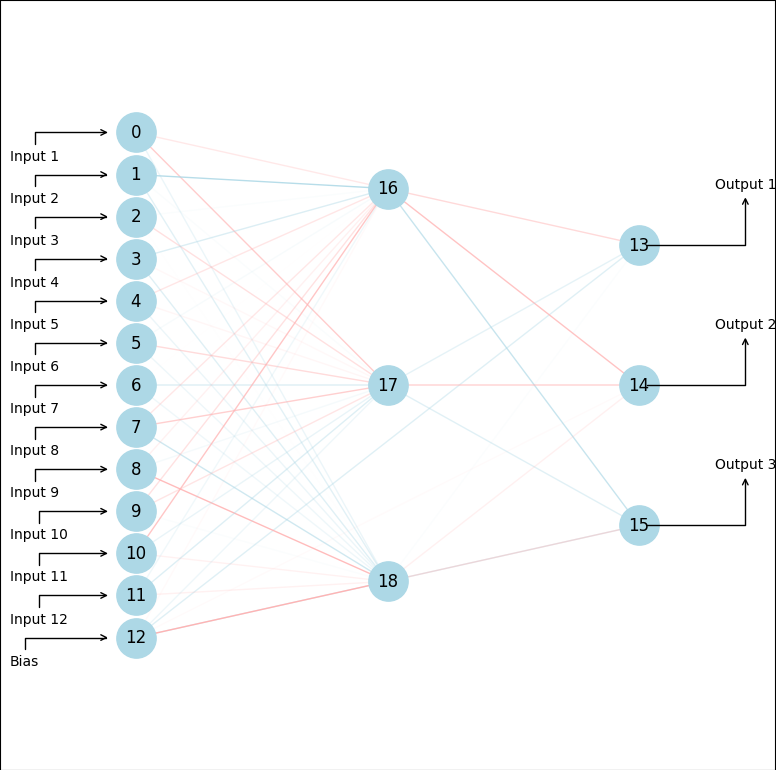 0
Input 1
1
Input 2
2
Input 3
3
Input 4
4
Input 5
5
Input 6
6
Input 7
7
Input 8
8
Input 9
9
Input 10
10
Input 11
11
Input 12
12
Bias
16
17
18
Output 1
13
Output 2
14
Output 3
15